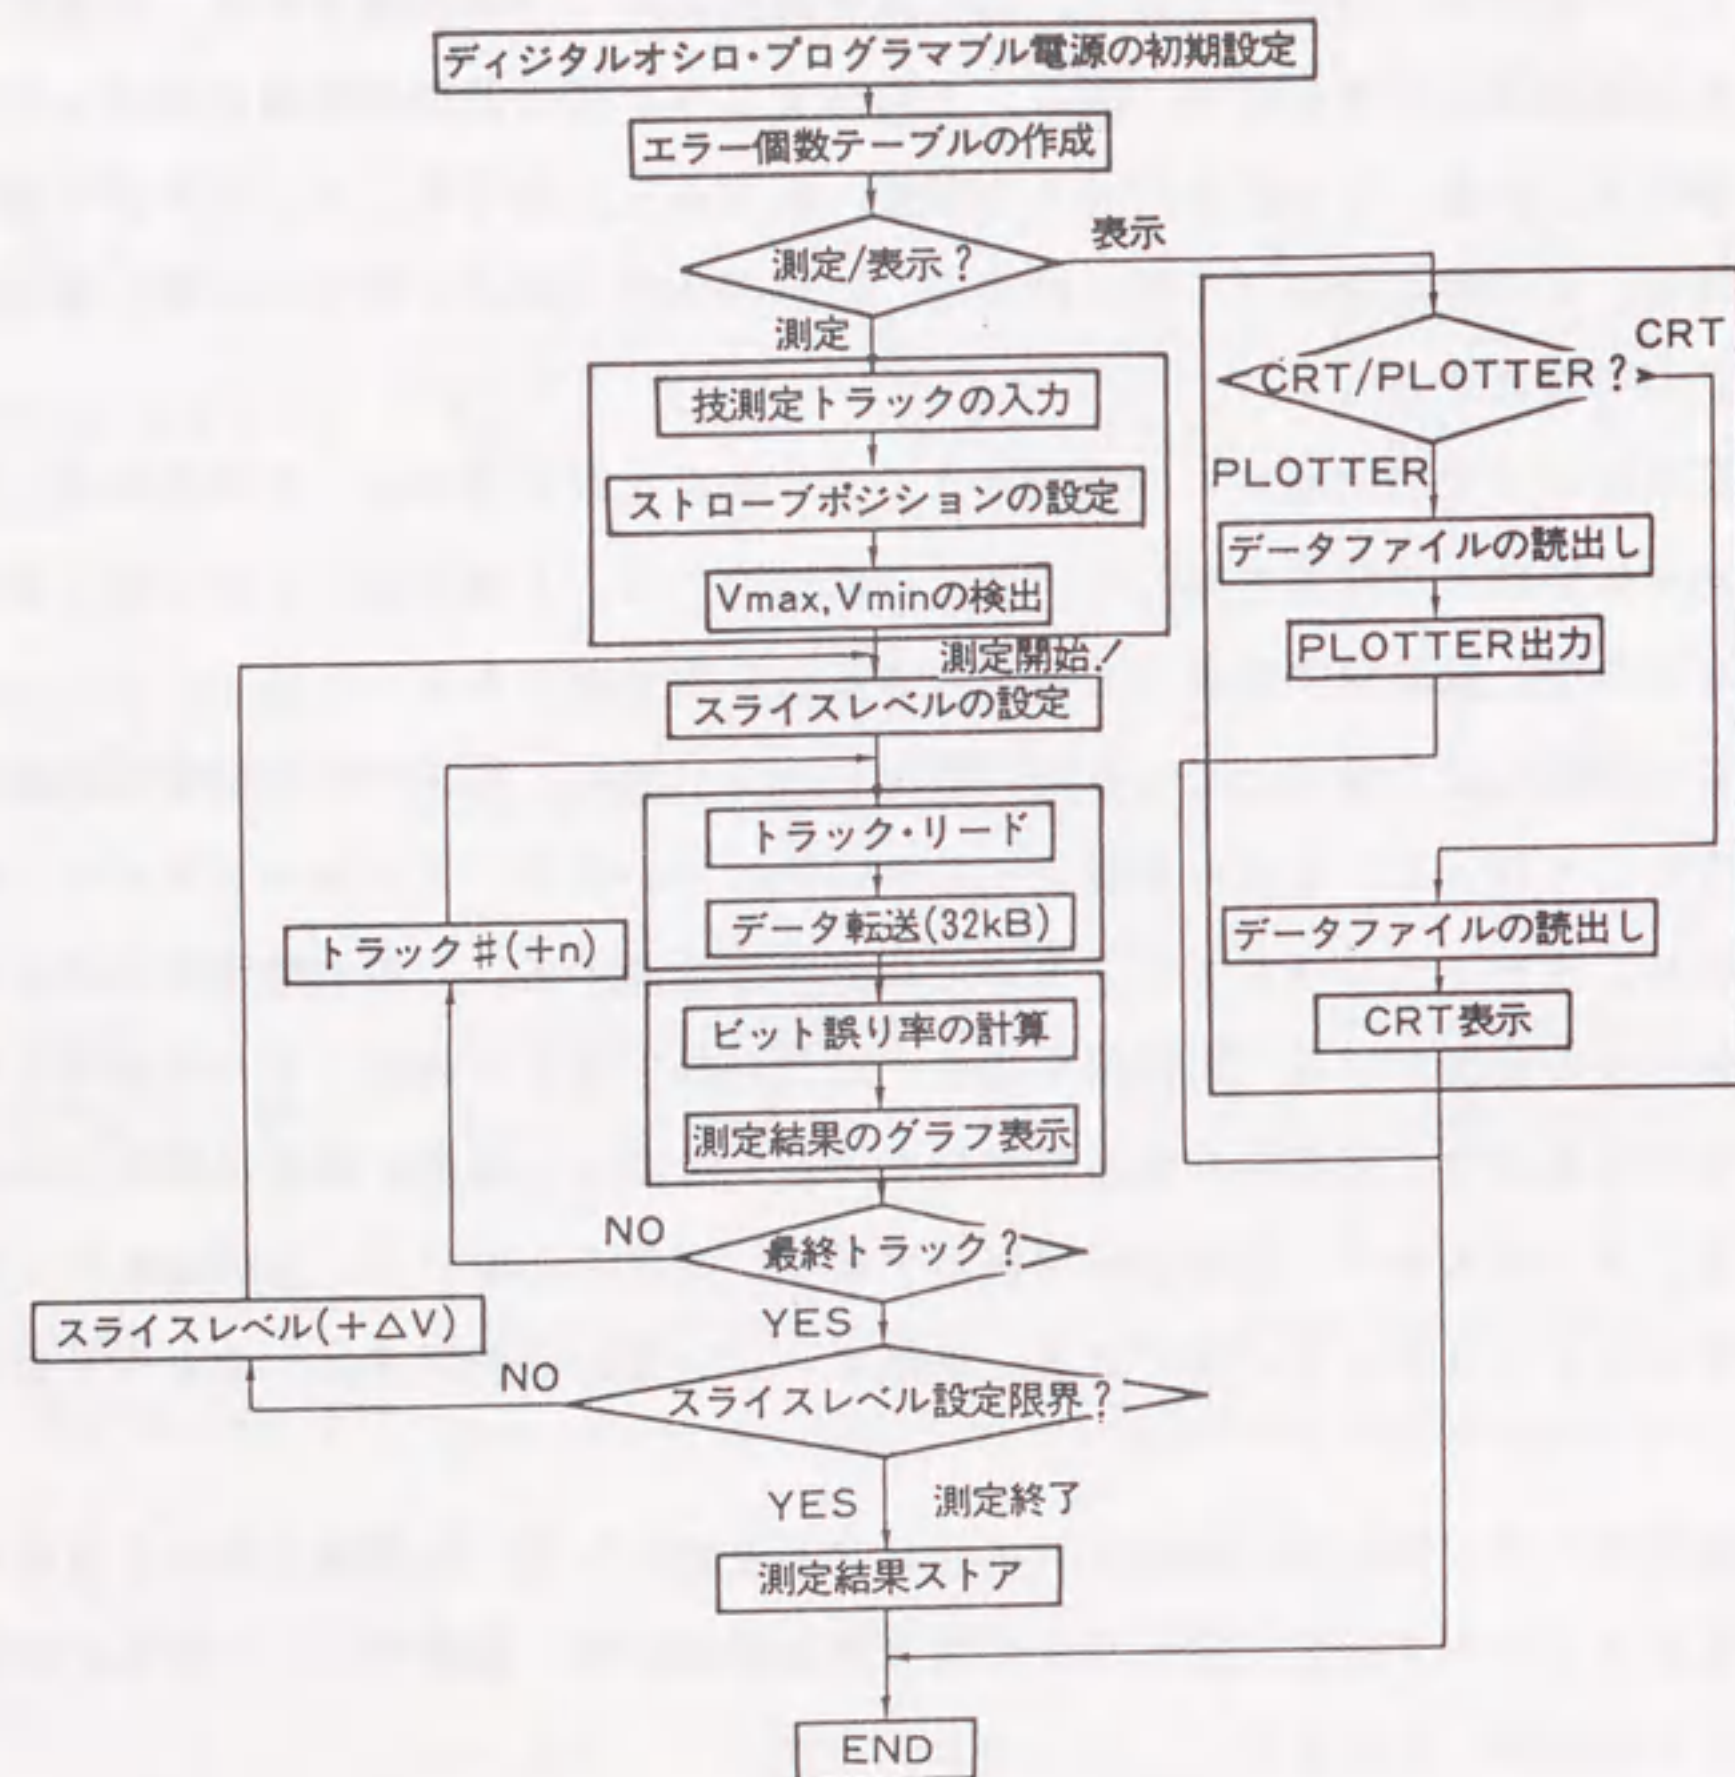 ディジタルオシロ・プログラマブル電源の初期設定
エラー個数テーブルの作成
測定/表示？
表示
測定
技測定トラックの入力
ストローブポジションの設定
Vmax,Vminの検出
測定開始！
スライスレベルの設定
トラック・リード
データ転送(32kB)
トラック＃(＋n)
ビット誤り率の計算
測定結果のグラフ表示
最終トラック？
NO
YES
スライスレベル(＋△V)
スライスレベル設定限界？
NO
YES
測定終了
測定結果ストア
END
CRT/PLOTTER？
CRT
PLOTTER
データファイルの読出し
PLOTTER出力
データファイルの読出し
CRT表示